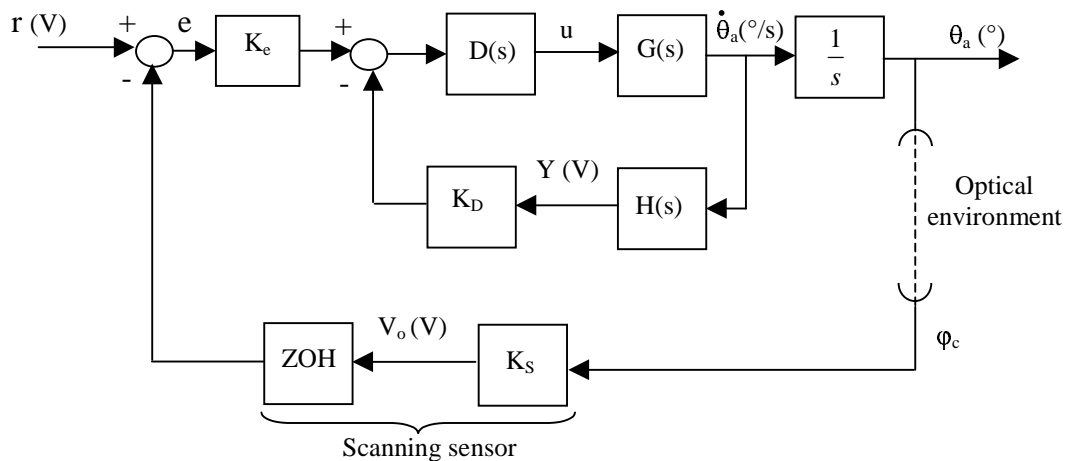 r (V)
+
-
e
Kₑ
+
-
D(s)
u
G(s)
θ̇ₐ(°/s)
1
s
θₐ (°)
Y (V)
K_D
H(s)
Optical
environment
φ_c
Vₒ (V)
ZOH
K_S
Scanning sensor